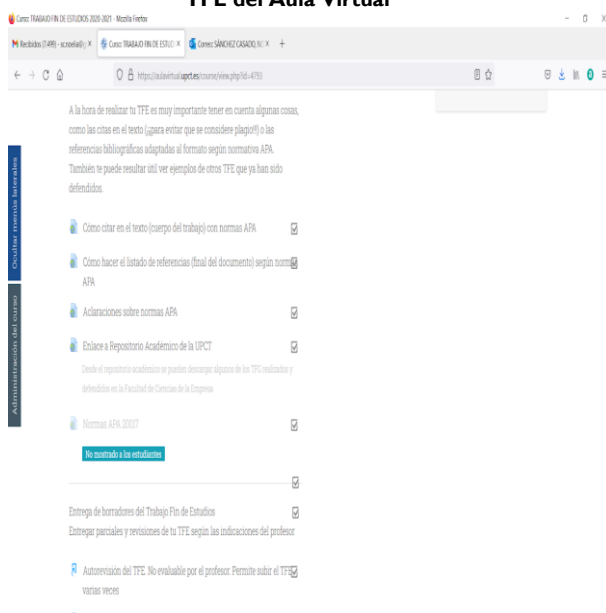 TFE del Aula Virtual
Curso: TRABAJO FIN DE ESTUDIOS 2020-2021 - Mozilla Firefox
Recibidos (1.499) - sc.noelia@
Curso: TRABAJO FIN DE ESTUD
Correo: SÁNCHEZ CASADO,
https://aulavirtual.upct.es/course/view.php?id=4793
A la hora de realizar tu TFE es muy importante tener en cuenta algunas cosas,
como las citas en el texto (¡¡para evitar que se considere plagio!!) o las
referencias bibliográficas adaptadas al formato según normativa APA.
También te puede resultar útil ver ejemplos de otros TFE que ya han sido
defendidos.
Ocultar menús laterales
Administración del curso
Cómo citar en el texto (cuerpo del trabajo) con normas APA
Cómo hacer el listado de referencias (final del documento) según norm
APA
Aclaraciones sobre normas APA
Enlace a Repositorio Académico de la UPCT
Desde el repositorio académico se pueden descargar algunos de los TFG realizados y
defendidos en la Facultad de Ciencias de la Empresa
Normas APA 20017
No mostrado a los estudiantes
Entrega de borradores del Trabajo Fin de Estudios
Entregar parciales y revisiones de tu TFE según las indicaciones del profesor
Autorevisión del TFE. No evaluable por el profesor. Permite subir el TFE
varias veces